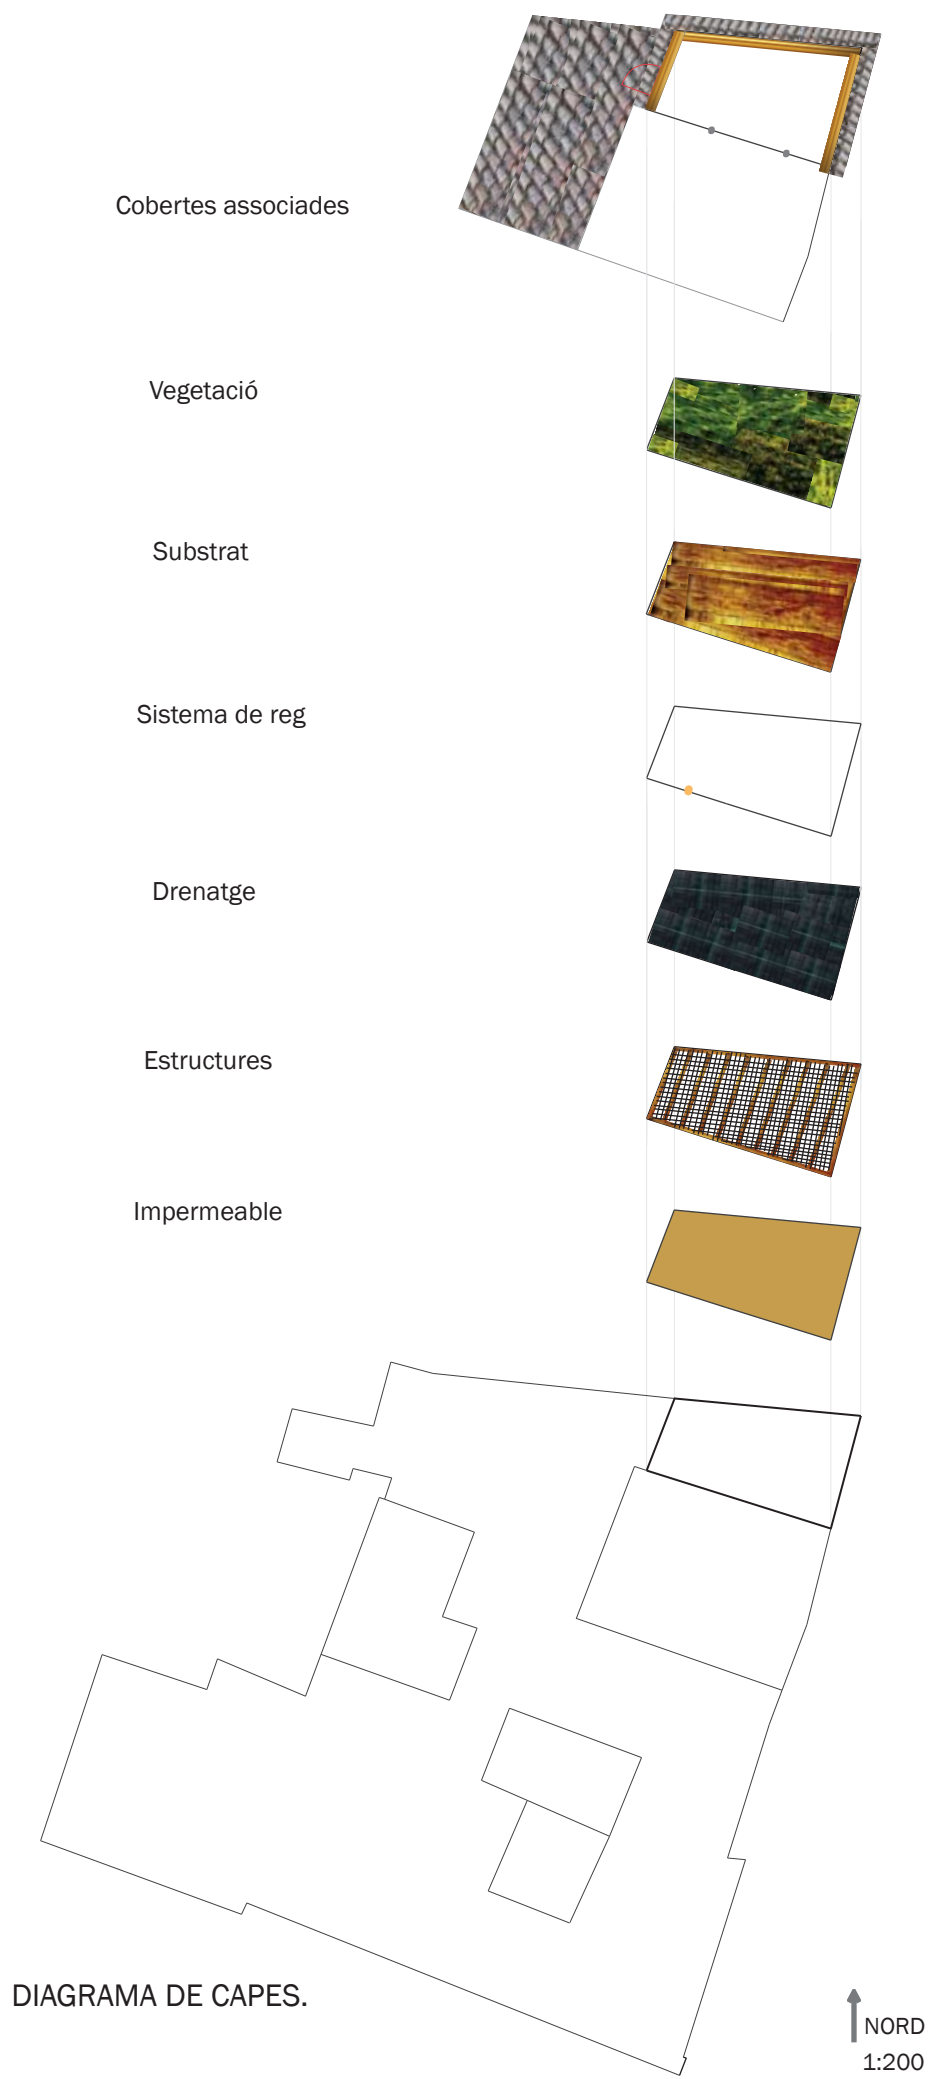 Cobertes associades
Vegetació
Substrat
Sistema de reg
Drenatge
Estructures
Impermeable
DIAGRAMA DE CAPES.
NORD
1:200